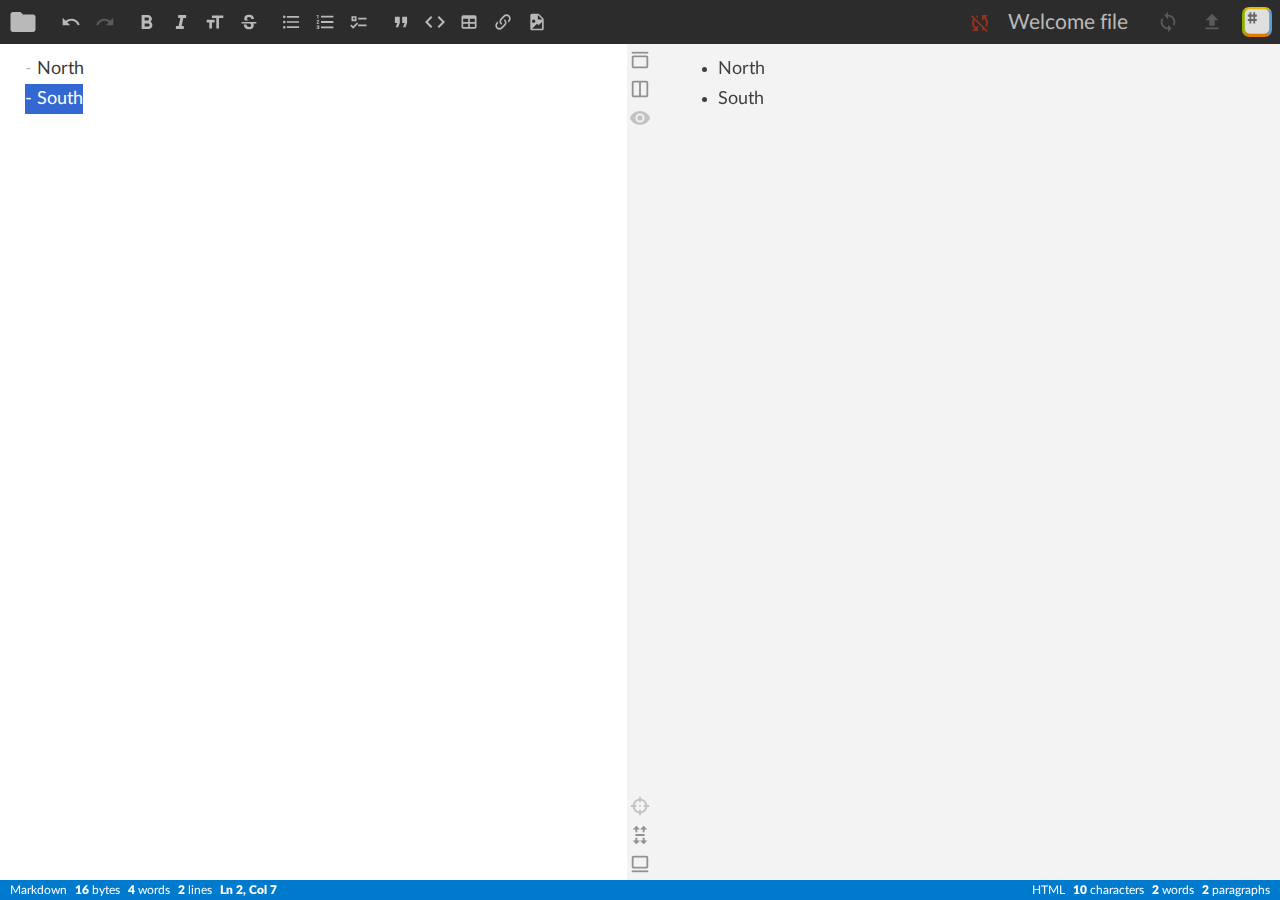 Welcome file
- North
- South
• North
• South
Markdown 16 bytes 4 words 2 lines Ln 2, Col 7
HTML 10 characters 2 words 2 paragraphs